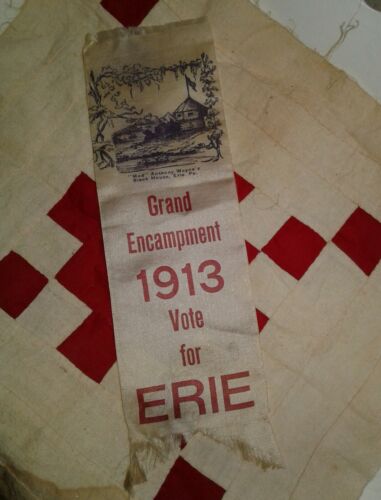 "Mad" Anthony Wayne's
Block House, Erie Pa.
Grand
Encampment
1913
Vote
for
ERIE